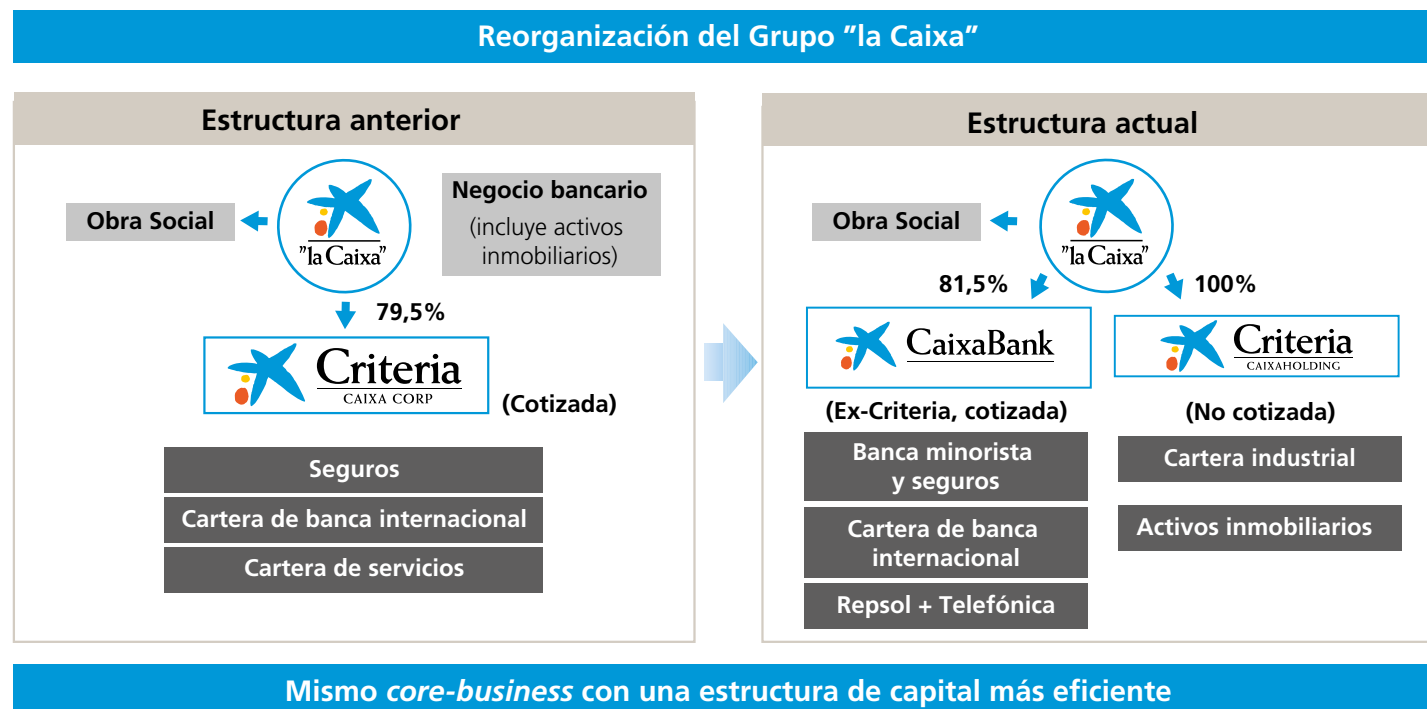 Reorganización del Grupo "la Caixa"
Estructura anterior
Obra Social
"la Caixa"
Negocio bancario
(incluye activos
inmobiliarios)
79,5%
Criteria
CAIXA CORP
(Cotizada)
Seguros
Cartera de banca internacional
Cartera de servicios
Estructura actual
Obra Social
"la Caixa"
81,5%
100%
CaixaBank
(Ex-Criteria, cotizada)
Banca minorista
y seguros
Cartera de banca
internacional
Repsol + Telefónica
Criteria
CAIXAHOLDING
(No cotizada)
Cartera industrial
Activos inmobiliarios
Mismo core-business con una estructura de capital más eficiente